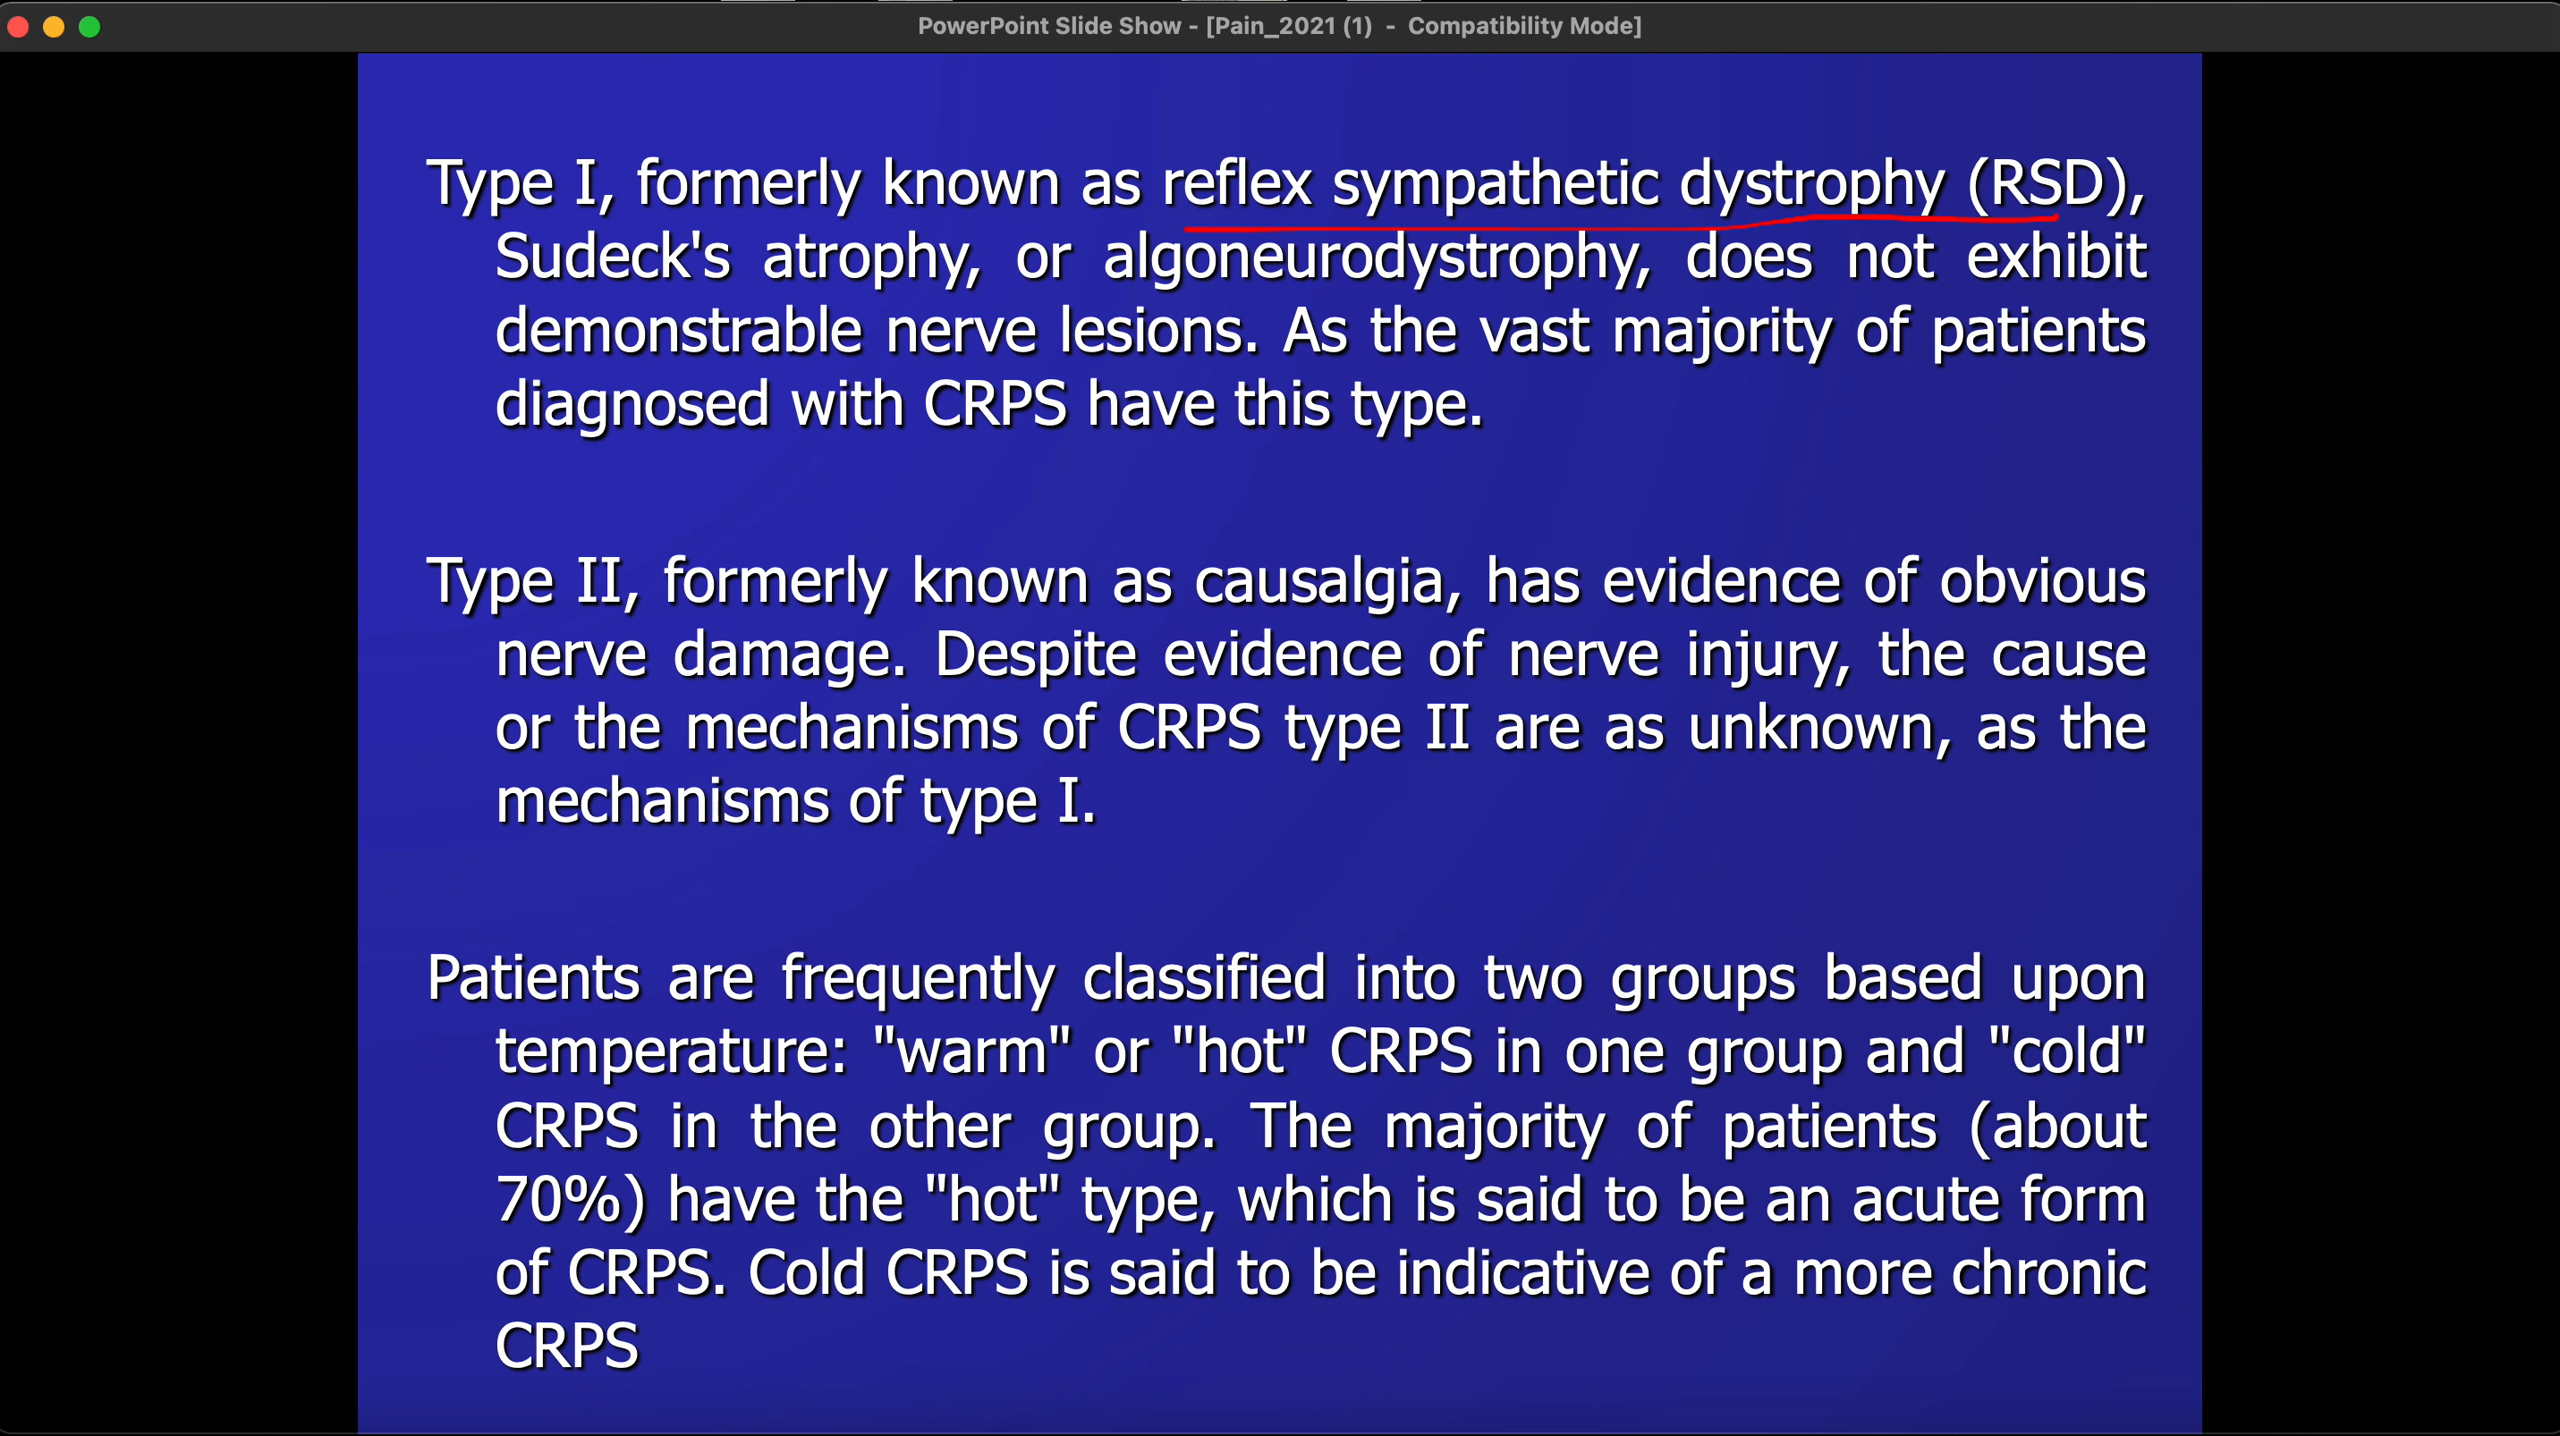 PowerPoint Slide Show - [Pain_2021 (1)  -  Compatibility Mode]
Type I, formerly known as reflex sympathetic dystrophy (RSD),
Sudeck's atrophy, or algoneurodystrophy, does not exhibit
demonstrable nerve lesions. As the vast majority of patients
diagnosed with CRPS have this type.
Type II, formerly known as causalgia, has evidence of obvious
nerve damage. Despite evidence of nerve injury, the cause
or the mechanisms of CRPS type II are as unknown, as the
mechanisms of type I.
Patients are frequently classified into two groups based upon
temperature: "warm" or "hot" CRPS in one group and "cold"
CRPS in the other group. The majority of patients (about
70%) have the "hot" type, which is said to be an acute form
of CRPS. Cold CRPS is said to be indicative of a more chronic
CRPS